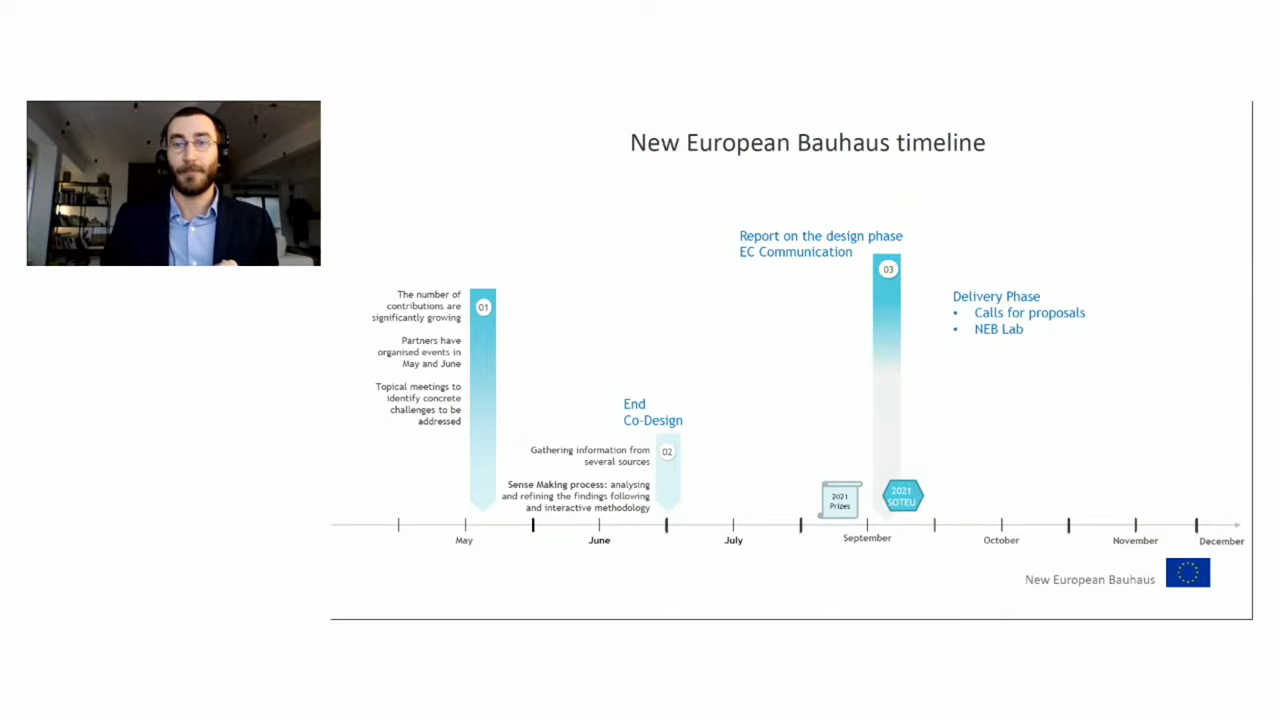 New European Bauhaus timeline
Report on the design phase
EC Communication
03
Delivery Phase
• Calls for proposals
• NEB Lab
The number of
contributions are
significantly growing
01
Partners have
organised events in
May and June
Topical meetings to
identify concrete
challenges to be
addressed
End
Co-Design
02
Gathering information from
several sources
Sense Making process: analysing
and refining the findings following
and interactive methodology
2021
Prizes
2021
SOTEU
May
June
July
September
October
November
December
New European Bauhaus